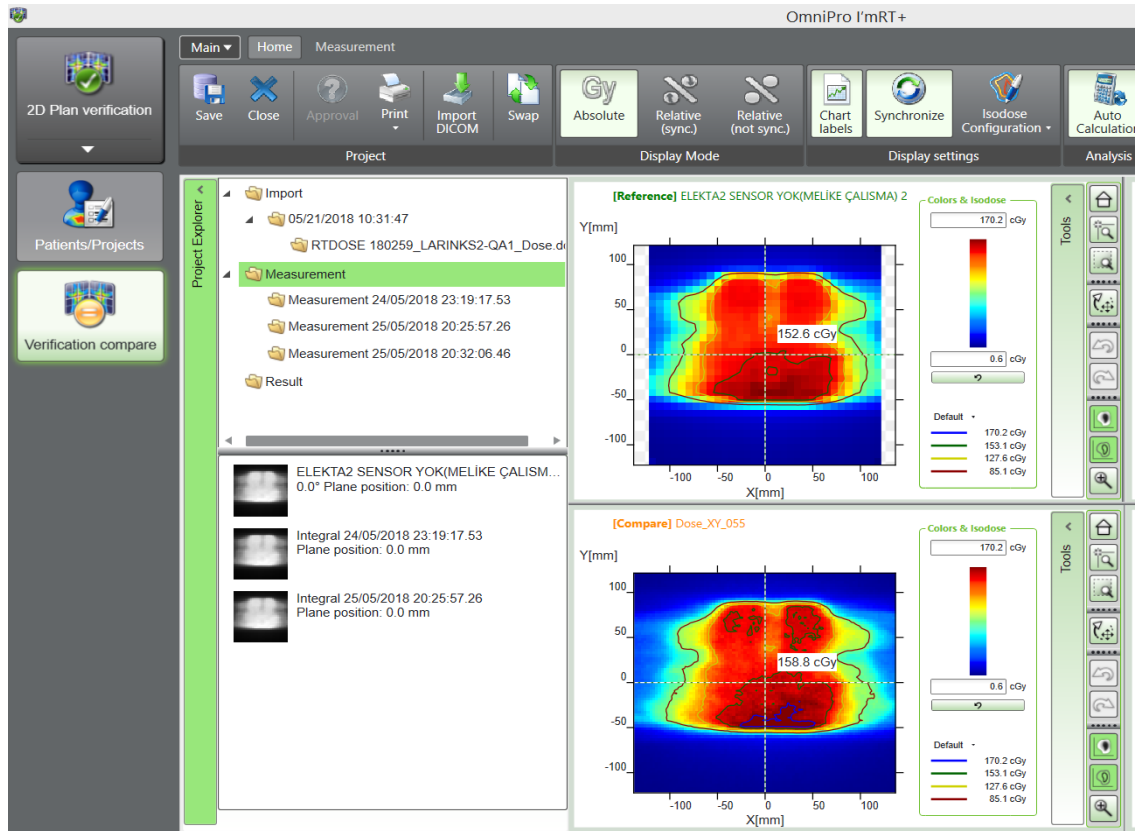 OmniPro I'mRT+
2D Plan verification
Patients/Projects
Verification compare
Main
Home
Measurement
Save
Close
Approval
Print
Import
DICOM
Swap
Project
Gy
Absolute
Relative
(sync.)
Relative
(not sync.)
Display Mode
Chart
labels
Synchronize
Isodose
Configuration
Display settings
Auto
Calculation
Analysis
Project Explorer
Import
05/21/2018 10:31:47
RTDOSE 180259_LARINKS2-QA1_Dose.d
Measurement
Measurement 24/05/2018 23:19:17.53
Measurement 25/05/2018 20:25:57.26
Measurement 25/05/2018 20:32:06.46
Result
ELEKTA2 SENSOR YOK(MELİKE ÇALISM...
0.0° Plane position: 0.0 mm
Integral 24/05/2018 23:19:17.53
Plane position: 0.0 mm
Integral 25/05/2018 20:25:57.26
Plane position: 0.0 mm
[Reference] ELEKTA2 SENSOR YOK(MELİKE ÇALISMA) 2
Y[mm]
100
50
0
-50
-100
152.6 cGy
-100 -50 0 50 100
X[mm]
Colors & Isodose
170.2 cGy
0.6 cGy
Default
170.2 cGy
153.1 cGy
127.6 cGy
85.1 cGy
Tools
[Compare] Dose_XY_055
Y[mm]
100
50
0
-50
-100
158.8 cGy
-100 -50 0 50 100
X[mm]
Colors & Isodose
170.2 cGy
0.6 cGy
Default
170.2 cGy
153.1 cGy
127.6 cGy
85.1 cGy
Tools